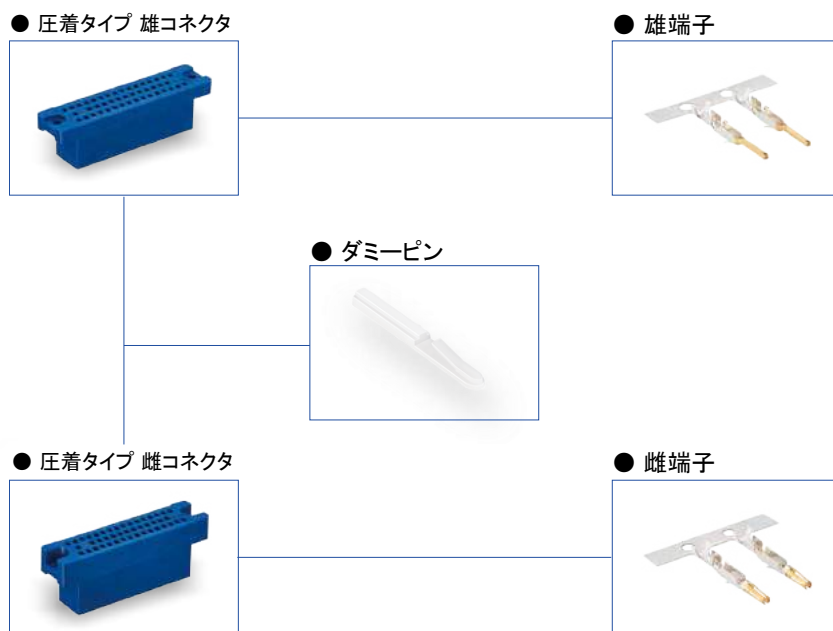 ● 圧着タイプ 雄コネクタ
● 雄端子
● ダミーピン
● 圧着タイプ 雌コネクタ
● 雌端子